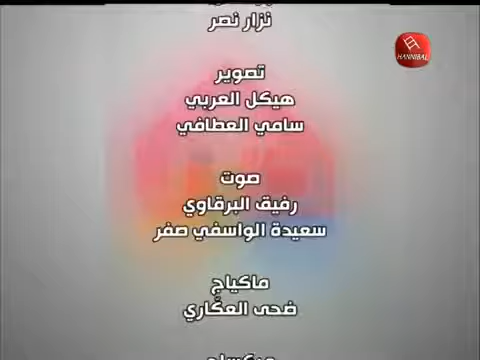 نزار نصر
HANNIBAL
تصوير
هيكل العربي
سامي العطافي
صوت
رفيق البرقاوي
سعيدة الواسفي صفر
ماكياج
ضحى العكّاري